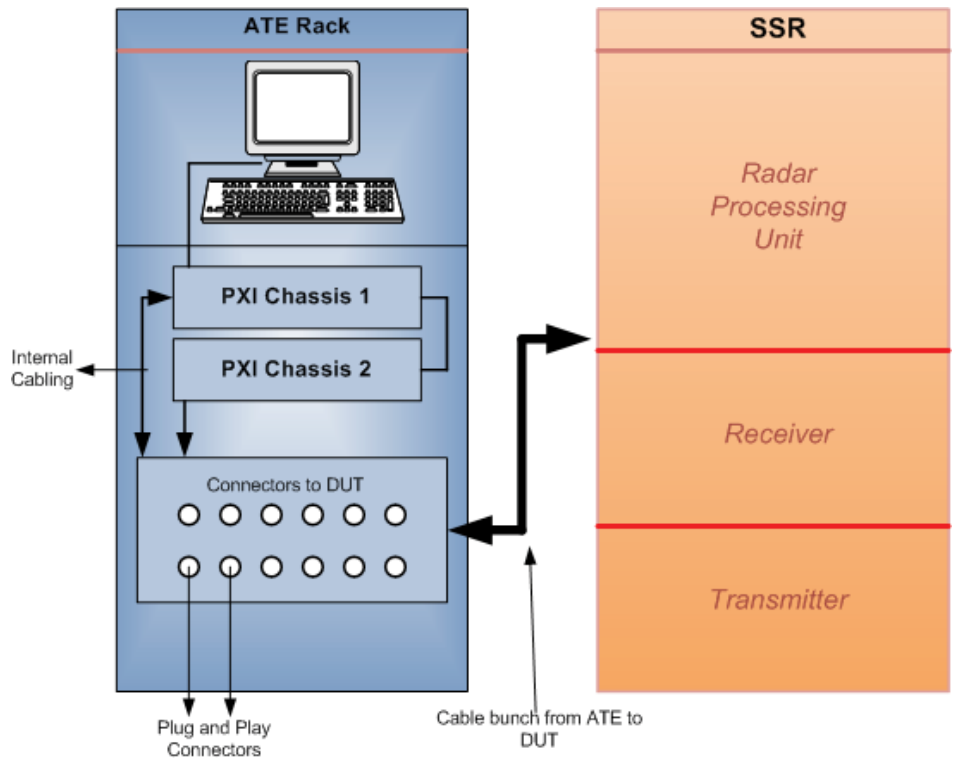 ATE Rack
SSR
Radar
Processing
Unit
PXI Chassis 1
PXI Chassis 2
Internal
Cabling
Receiver
Connectors to DUT
Transmitter
Plug and Play
Connectors
Cable bunch from ATE to
DUT